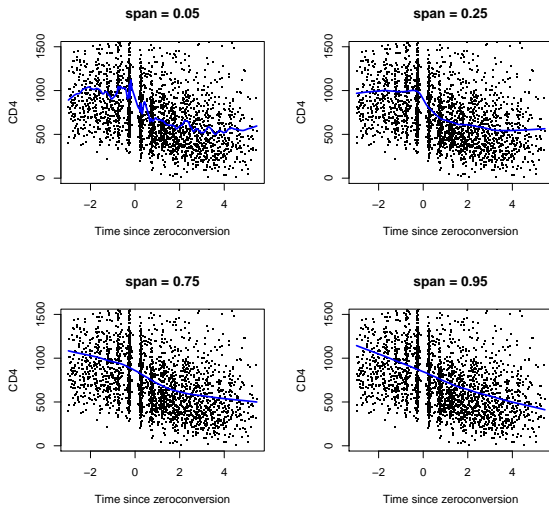 span = 0.05
CD4
0 500 1000 1500
−2 0 2 4
Time since zeroconversion
span = 0.25
CD4
0 500 1000 1500
−2 0 2 4
Time since zeroconversion
span = 0.75
CD4
0 500 1000 1500
−2 0 2 4
Time since zeroconversion
span = 0.95
CD4
0 500 1000 1500
−2 0 2 4
Time since zeroconversion